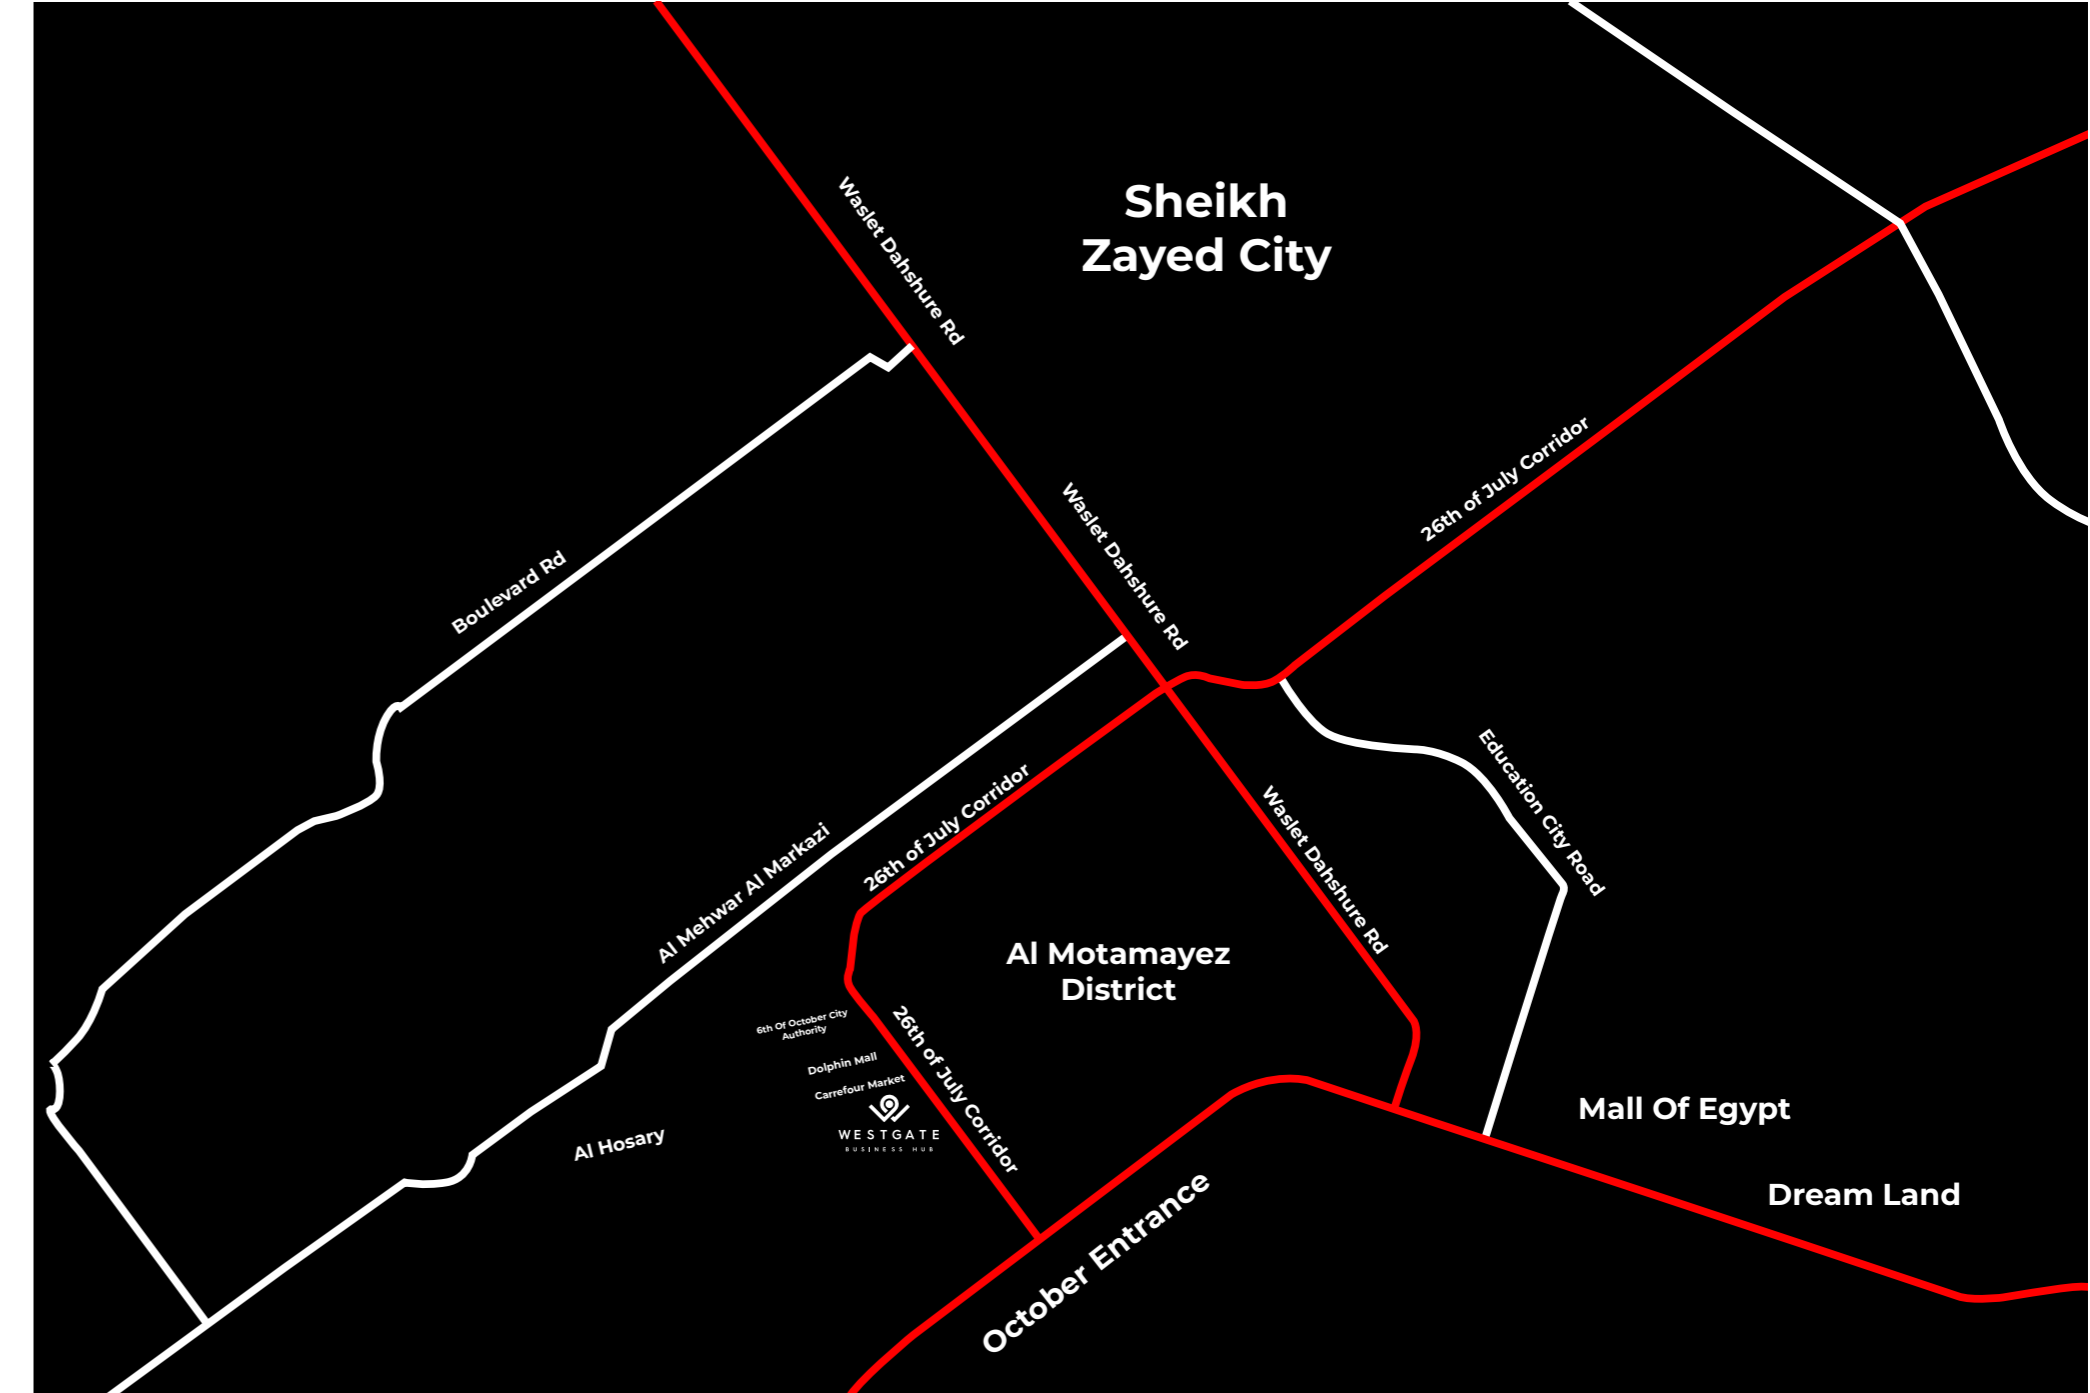 Sheikh
Zayed City
Waslet Dahshure Rd
26th of July Corridor
Waslet Dahshure Rd
Boulevard Rd
Education City Road
26th of July Corridor
Waslet Dahshure Rd
Al Mehwar Al Markazi
Al Motamayez
District
6th Of October City
Authority
26th of July Corridor
Dolphin Mall
Carrefour Market
WESTGATE
BUSINESS HUB
Al Hosary
Mall Of Egypt
Dream Land
October Entrance